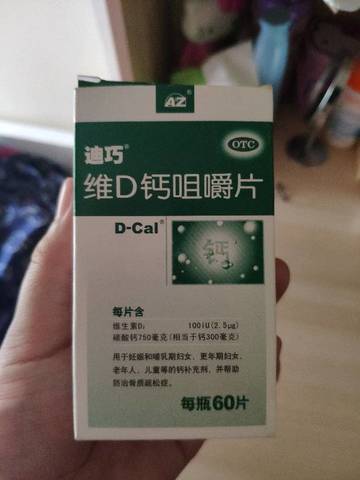 AZ
OTC
迪巧®
维D钙咀嚼片
D-Cal®
钙
每片含
维生素D₃ 100iU(2.5μg)
碳酸钙750毫克(相当于钙300毫克)
用于妊娠和哺乳期妇女、更年期妇女、
老年人、儿童等的钙补充剂，并帮助
防治骨质疏松症。
每瓶60片